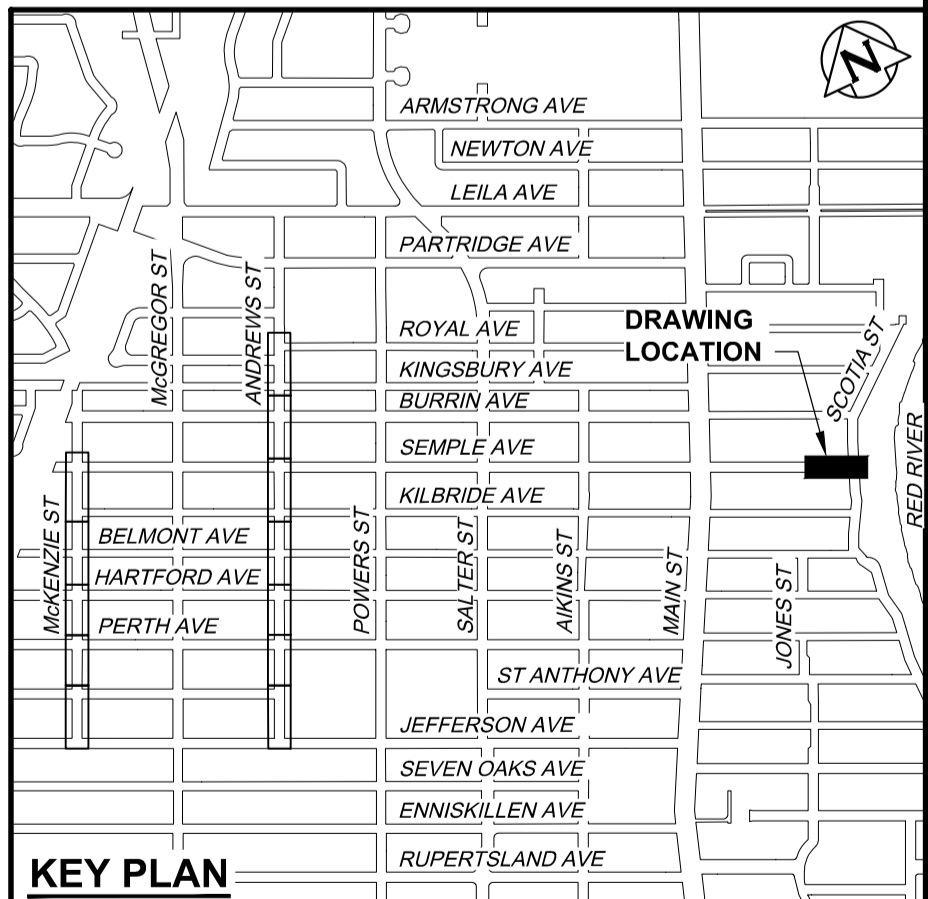 N
ARMSTRONG AVE
NEWTON AVE
LEILA AVE
PARTRIDGE AVE
McGREGOR ST
ANDREWS ST
ROYAL AVE
DRAWING
LOCATION
KINGSBURY AVE
BURRIN AVE
SCOTIA ST
SEMPLE AVE
RED RIVER
KILBRIDE AVE
McKENZIE ST
BELMONT AVE
POWERS ST
SALTER ST
AIKINS ST
MAIN ST
HARTFORD AVE
JONES ST
PERTH AVE
ST ANTHONY AVE
JEFFERSON AVE
SEVEN OAKS AVE
ENNISKILLEN AVE
RUPERTSLAND AVE
KEY PLAN